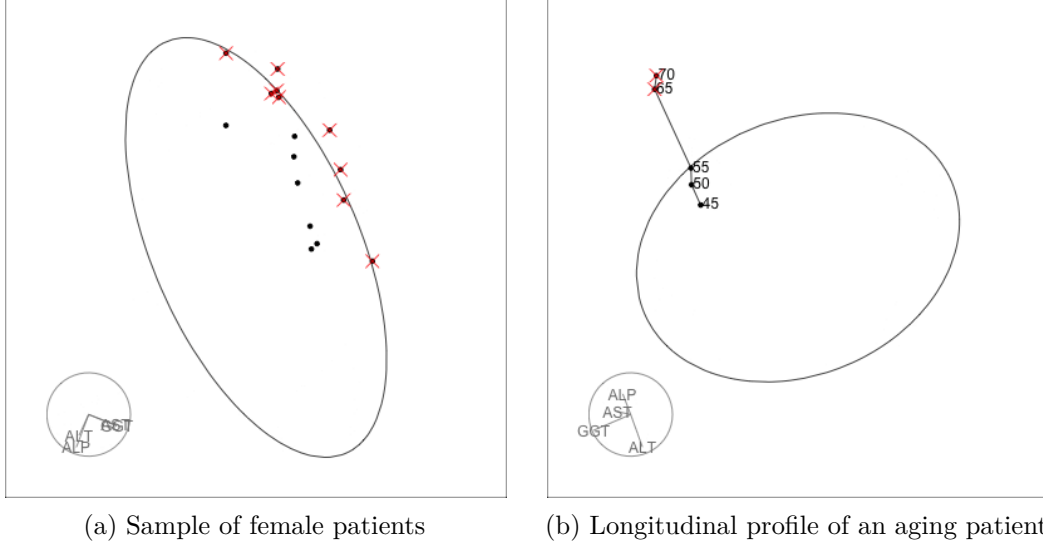 70
65
55
50
45
AST
GGT
ALT
ALP
ALP
AST
GGT
ALT
(a) Sample of female patients
(b) Longitudinal profile of an aging patient